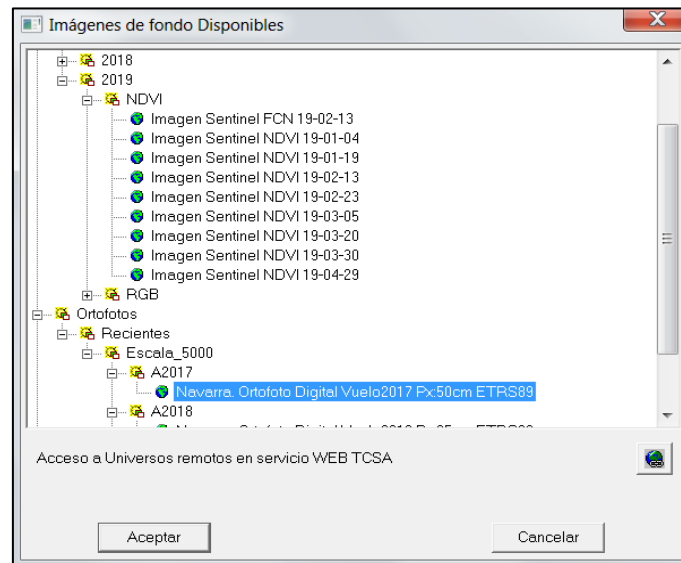 Imágenes de fondo Disponibles
X
2018
2019
NDVI
Imagen Sentinel FCN 19-02-13
Imagen Sentinel NDVI 19-01-04
Imagen Sentinel NDVI 19-01-19
Imagen Sentinel NDVI 19-02-13
Imagen Sentinel NDVI 19-02-23
Imagen Sentinel NDVI 19-03-05
Imagen Sentinel NDVI 19-03-20
Imagen Sentinel NDVI 19-03-30
Imagen Sentinel NDVI 19-04-29
RGB
Ortofotos
Recientes
Escala_5000
A2017
Navarra. Ortofoto Digital Vuelo2017 Px:50cm ETRS89
A2018
Acceso a Universos remotos en servicio WEB TCSA
Aceptar Cancelar